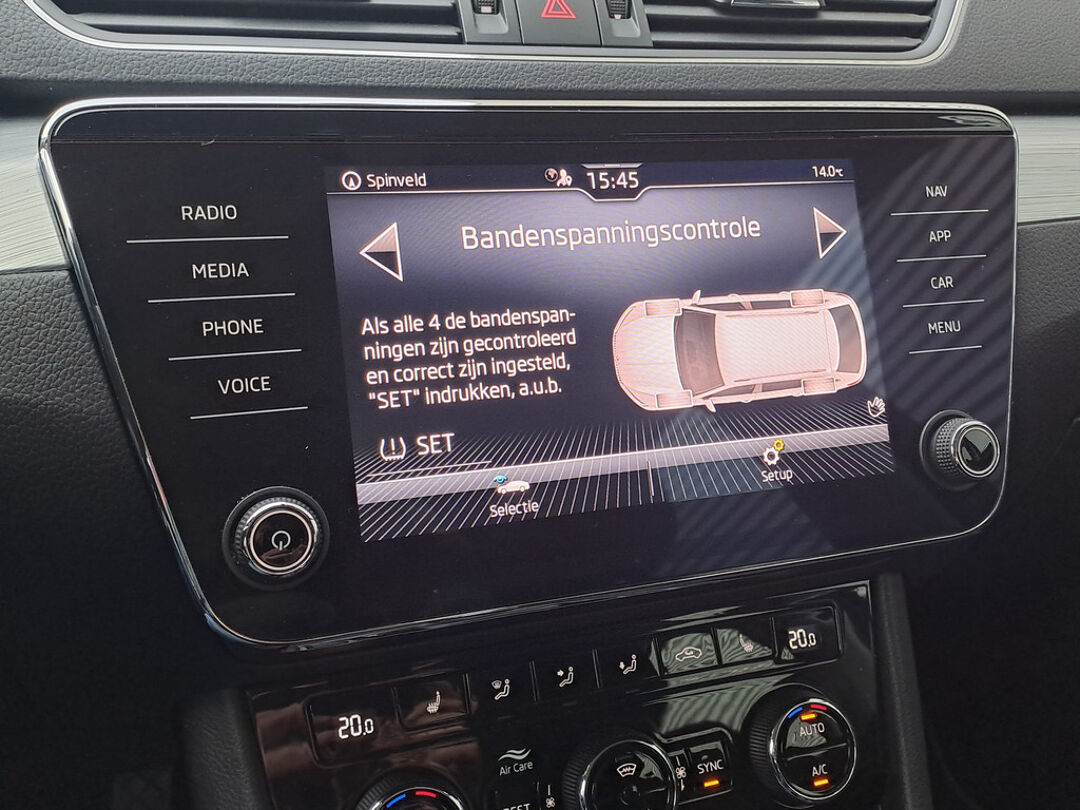 Spinveld
15:45
14.0°C
RADIO
MEDIA
PHONE
VOICE
Bandenspanningscontrole
Als alle 4 de bandenspan-
ningen zijn gecontroleerd
en correct zijn ingesteld,
"SET" indrukken, a.u.b.
SET
Selectie
Setup
NAV
APP
CAR
MENU
20.0
20.0
Air Care
SYNC
AUTO
A/C